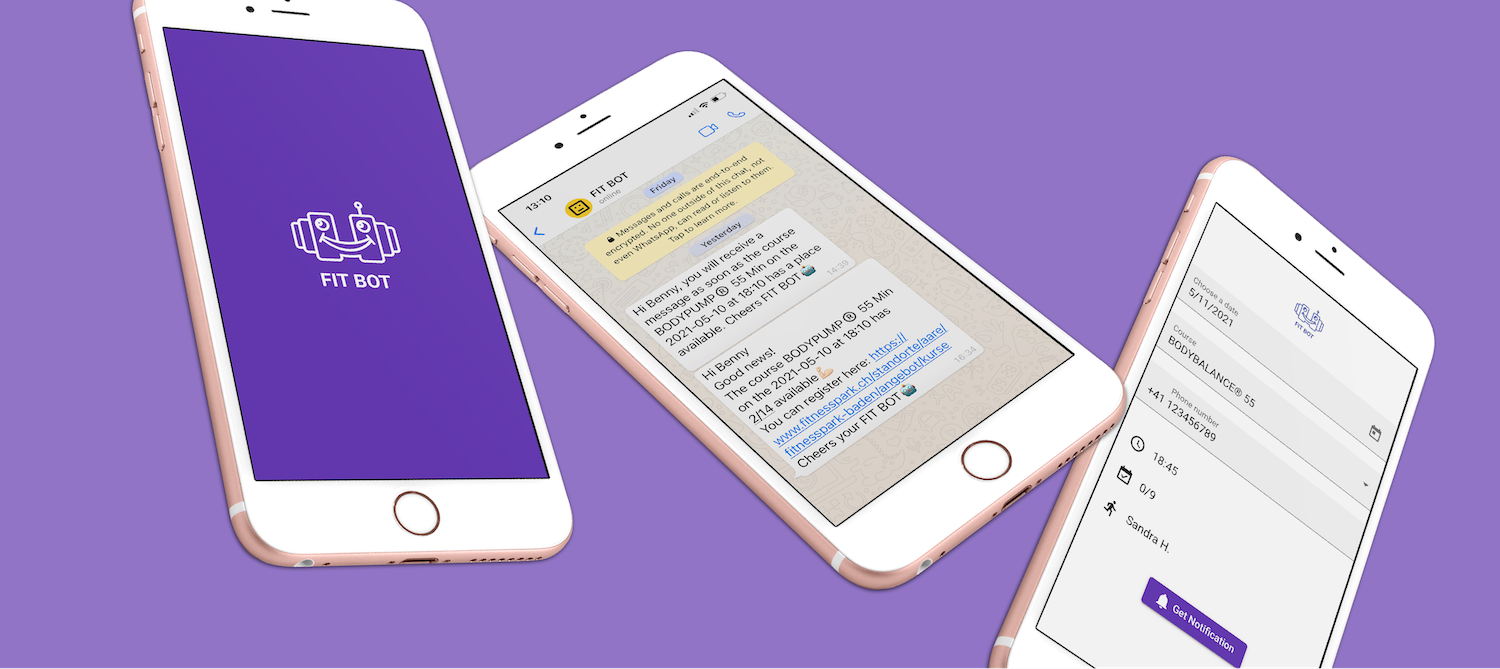 FIT BOT
13:10
FIT BOT
online
Friday
Messages and calls are end-to-end
encrypted. No one outside of this chat, not
even WhatsApp, can read or listen to them.
Tap to learn more.
Yesterday
Hi Benny, you will receive a
message as soon as the course
BODYPUMP® 55 Min on the
2021-05-10 at 18:10 has a place
available. Cheers FIT BOT🤖
14:39
Hi Benny
Good news!
The course BODYPUMP® 55 Min
on the 2021-05-10 at 18:10 has
2/14 available💪🏼
You can register here: https://
www.fitnesspark.ch/standorte/aare/
fitnesspark-baden/angebot/kurse
Cheers your FIT BOT🤖
16:34
FIT BOT
Choose a date
5/11/2021
Course
BODYBALANCE® 55
Phone number
+41 123456789
18:45
0/9
Sandra H.
Get Notification